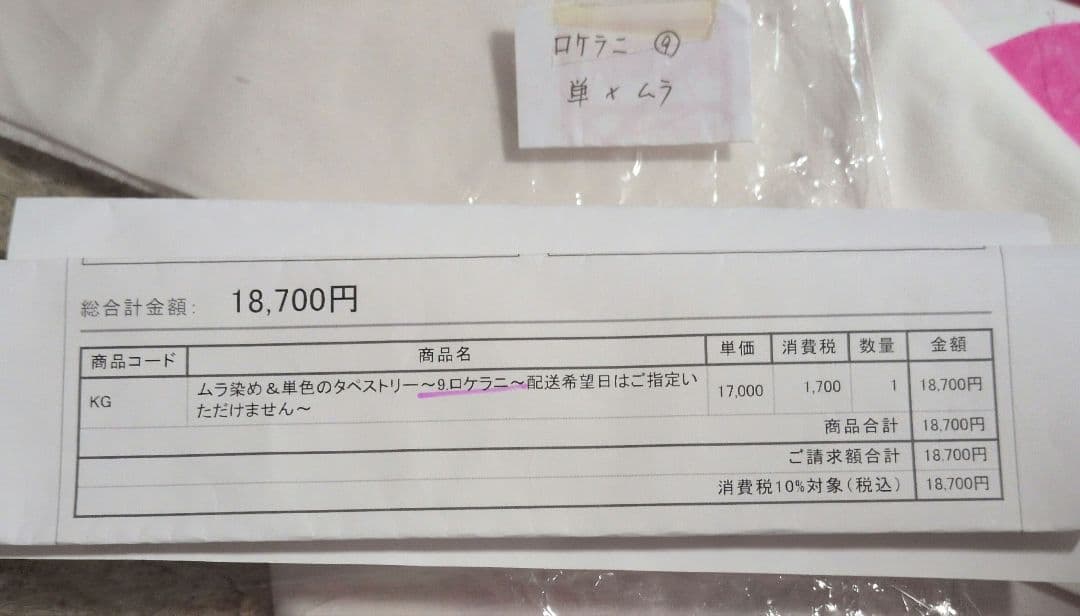 ロケラニ ⑨
単 × ムラ
総合計金額: 18,700円
商品コード 商品名 単価 消費税 数量 金額
KG ムラ染め&単色のタペストリー～9.ロケラニ～配送希望日はご指定い 17,000 1,700 1 18,700円
ただけません～
商品合計 18,700円
ご請求額合計 18,700円
消費税10%対象(税込) 18,700円